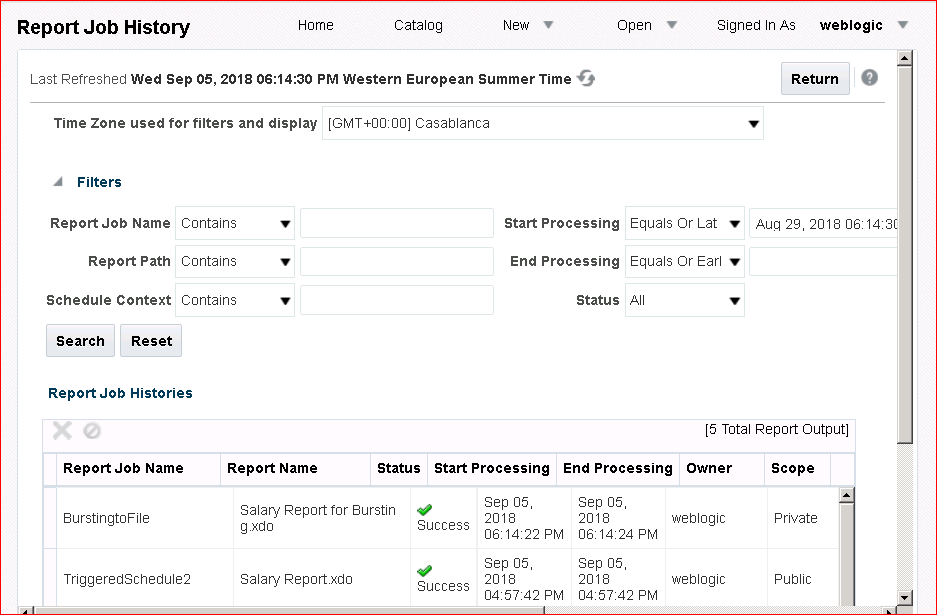 Report Job History Home Catalog New Open Signed In As weblogic
Last Refreshed Wed Sep 05, 2018 06:14:30 PM Western European Summer Time Return ?
Time Zone used for filters and display [GMT+00:00] Casablanca
Filters
Report Job Name Contains Start Processing Equals Or Lat Aug 29, 2018 06:14:30
Report Path Contains End Processing Equals Or Earl
Schedule Context Contains Status All
Search Reset
Report Job Histories
[5 Total Report Output]
Report Job Name Report Name Status Start Processing End Processing Owner Scope
BurstingtoFile
Salary Report for Burstin
g.xdo
Success
Sep 05,
2018
06:14:22 PM
Sep 05,
2018
06:14:24 PM
weblogic
Private
TriggeredSchedule2
Salary Report.xdo
Success
Sep 05,
2018
04:57:42 PM
Sep 05,
2018
04:57:44 PM
weblogic
Public